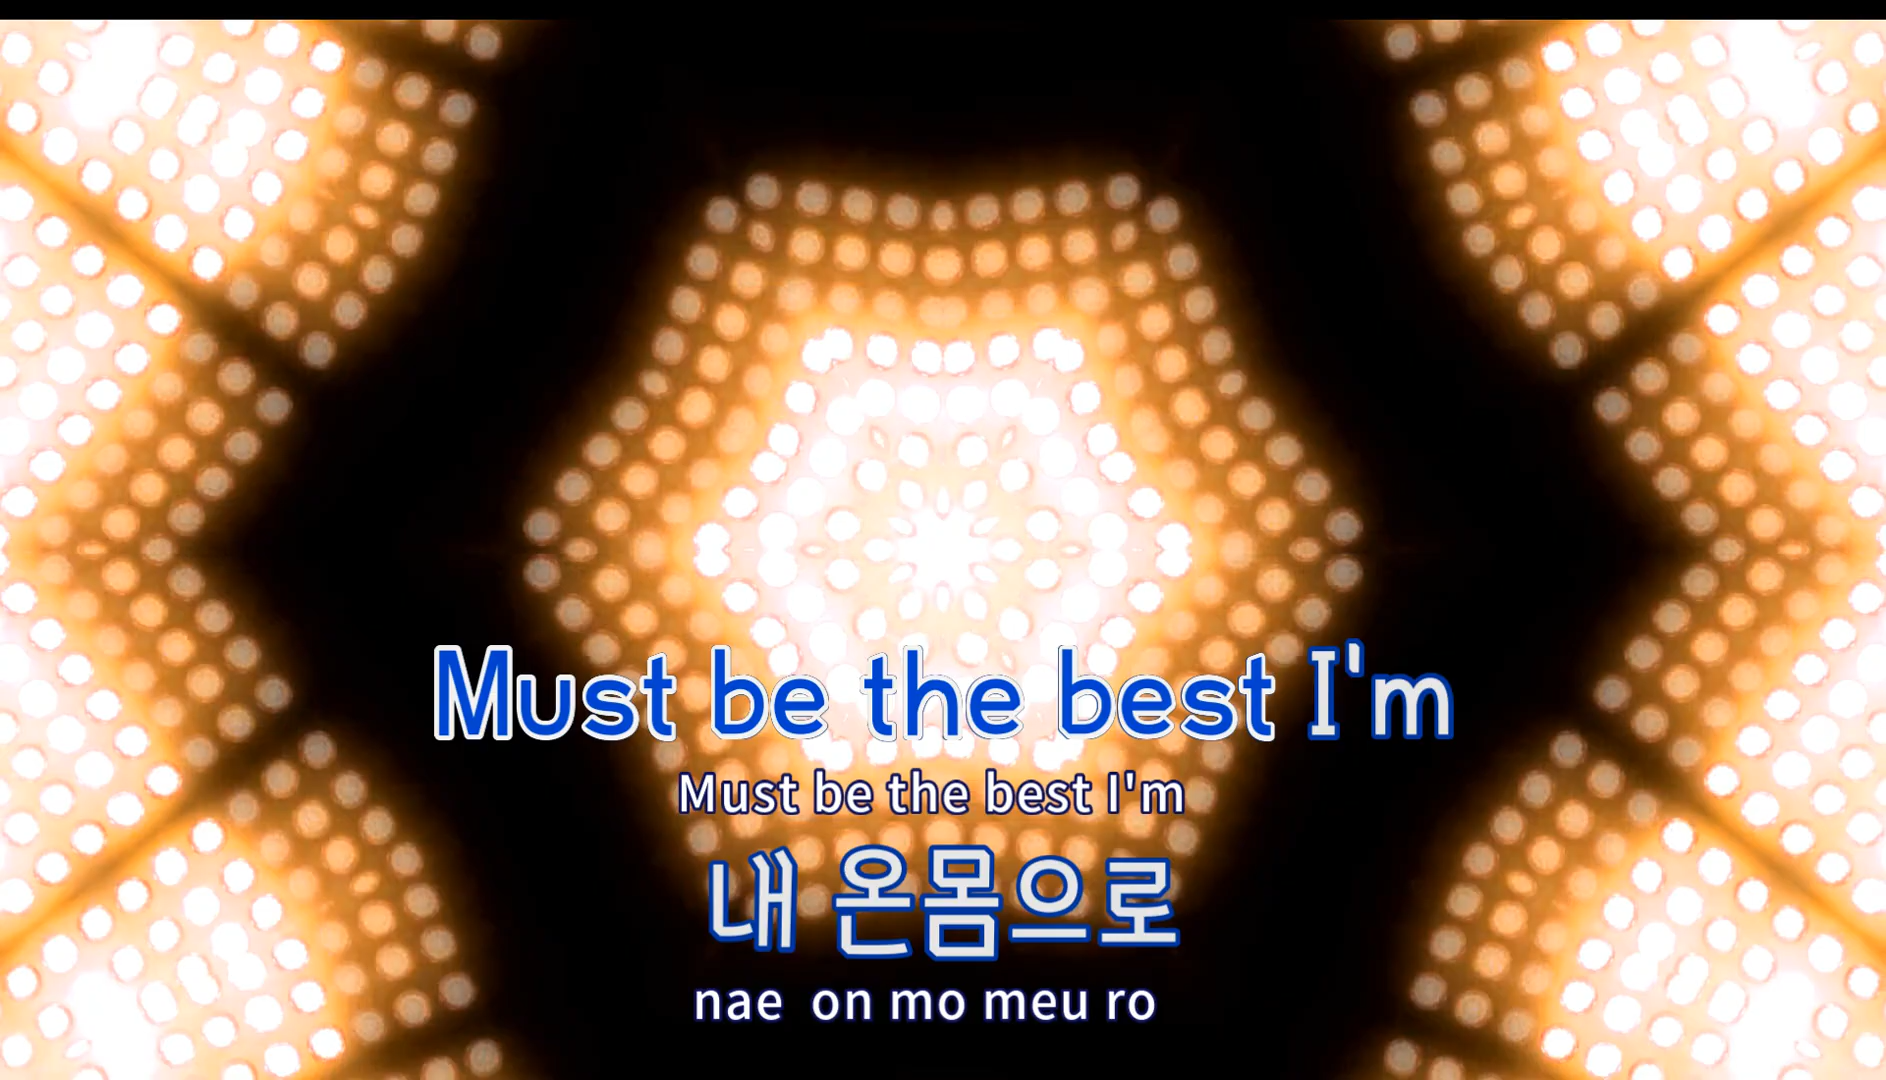 Must be the best I'm
Must be the best I'm
내 온몸으로
nae on mo meu ro